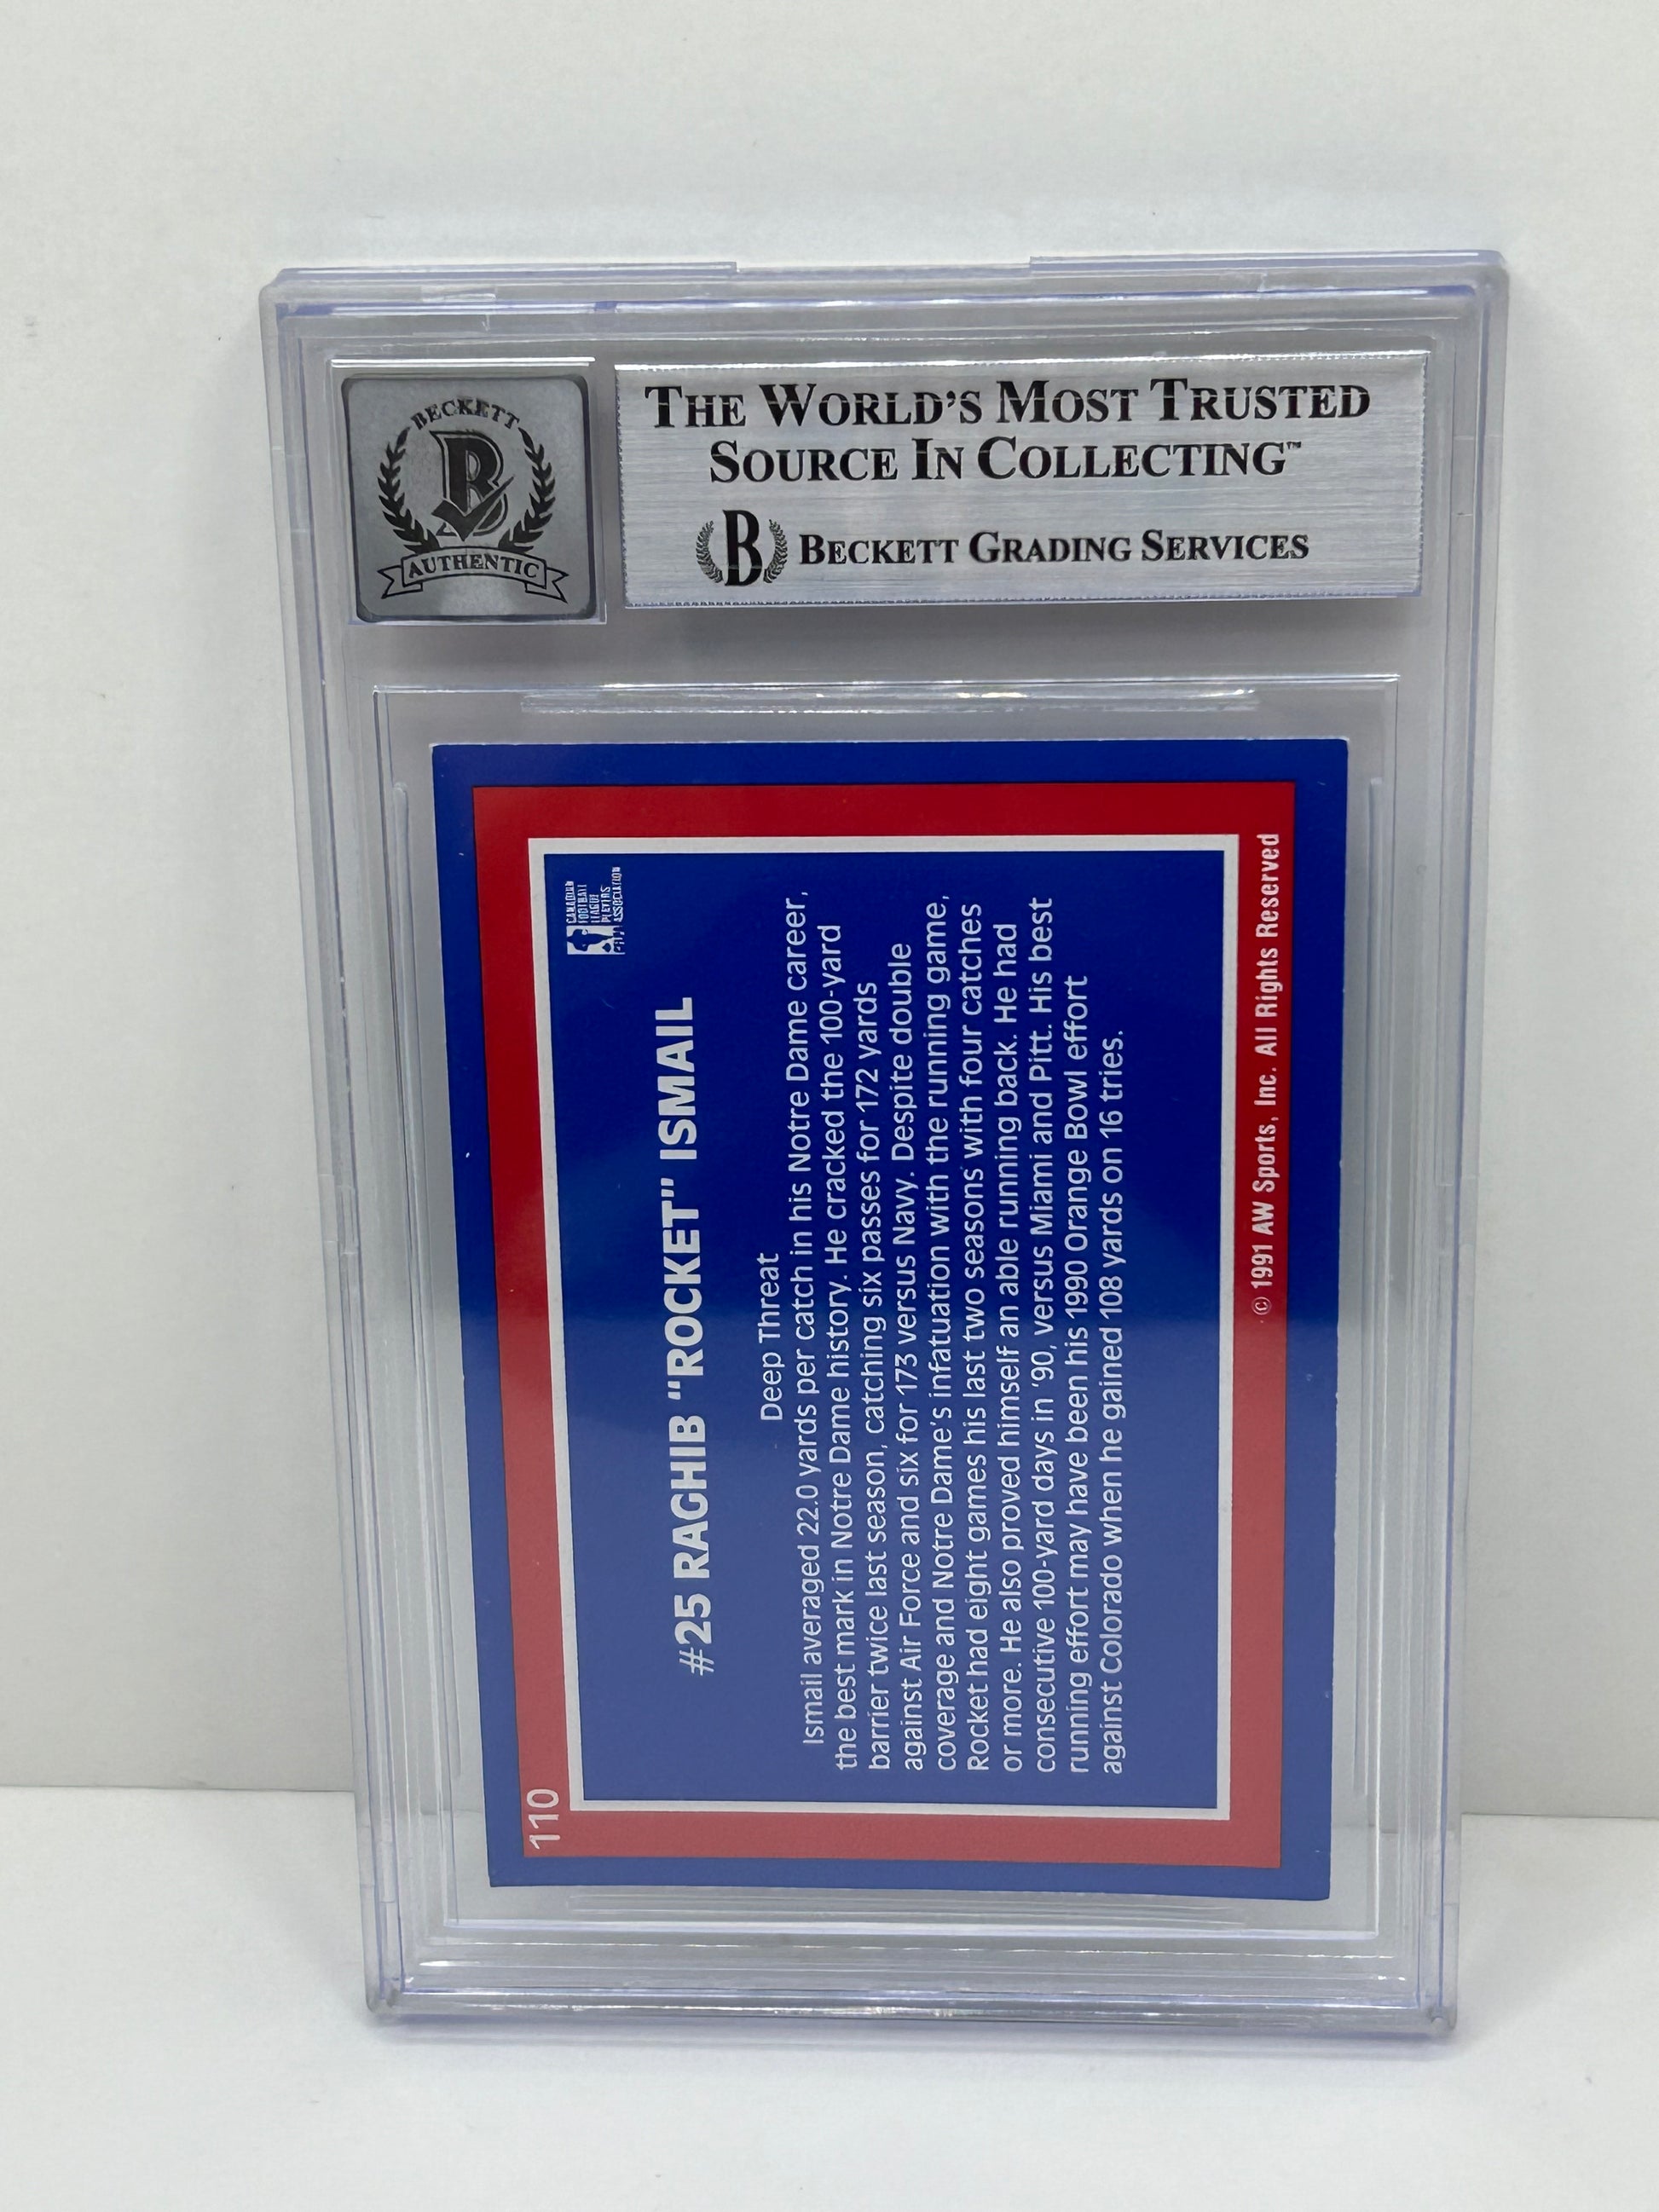 BECKETT
B
AUTHENTIC
THE WORLD'S MOST TRUSTED
SOURCE IN COLLECTING™
B BECKETT GRADING SERVICES
110
CANADIAN
FOOTBALL
LEAGUE
PLAYERS
ASSOCIATION
#25 RAGHIB "ROCKET" ISMAIL
Deep Threat
Ismail averaged 22.0 yards per catch in his Notre Dame career,
the best mark in Notre Dame history. He cracked the 100-yard
barrier twice last season, catching six passes for 172 yards
against Air Force and six for 173 versus Navy. Despite double
coverage and Notre Dame's infatuation with the running game,
Rocket had eight games his last two seasons with four catches
or more. He also proved himself an able running back. He had
consecutive 100-yard days in '90, versus Miami and Pitt. His best
running effort may have been his 1990 Orange Bowl effort
against Colorado when he gained 108 yards on 16 tries.
© 1991 AW Sports, Inc. All Rights Reserved